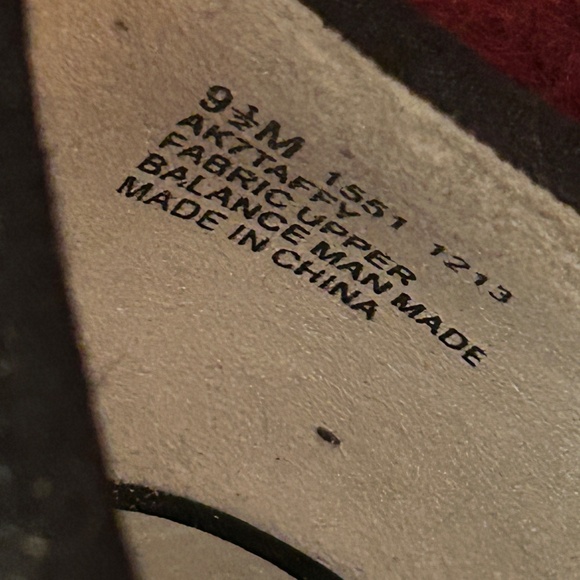 9½M 1551 1213
AK7TAFFY
FABRIC UPPER
BALANCE MAN MADE
MADE IN CHINA